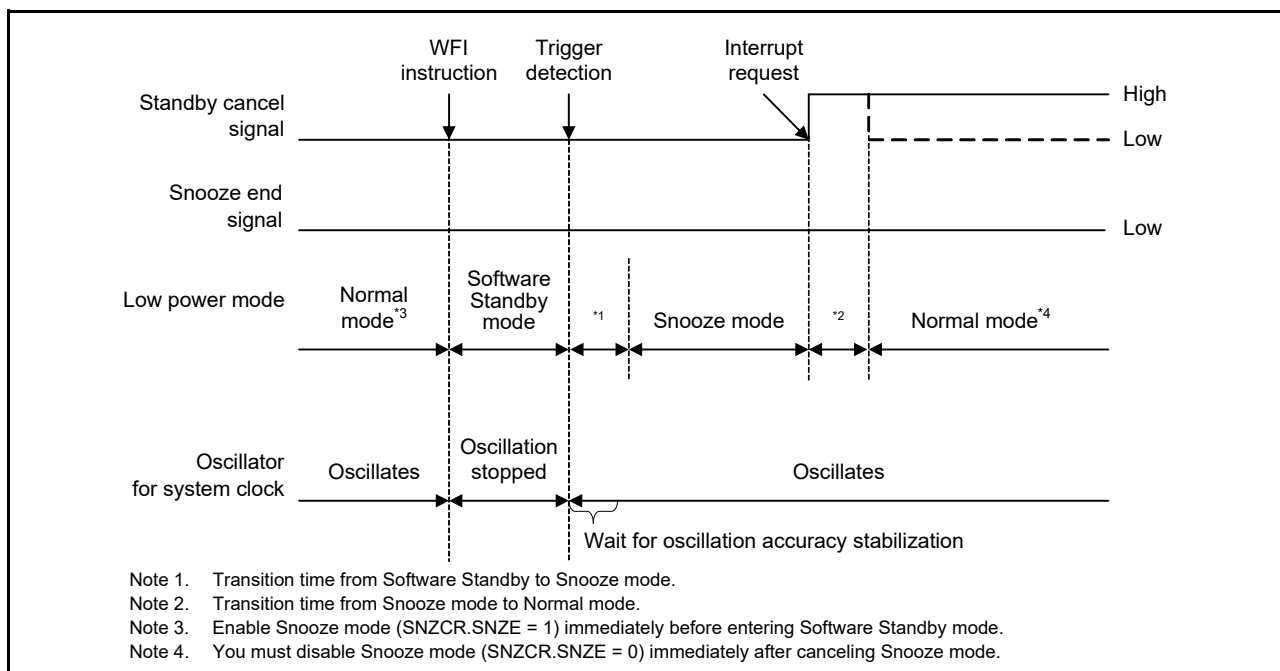 WFI
instruction
Trigger
detection
Interrupt
request
Standby cancel
signal
High
Low
Snooze end
signal
Low
Low power mode
Normal
mode*3
Software
Standby
mode
*1
Snooze mode
*2
Normal mode*4
Oscillator
for system clock
Oscillates
Oscillation
stopped
Oscillates
Wait for oscillation accuracy stabilization
Note 1. Transition time from Software Standby to Snooze mode.
Note 2. Transition time from Snooze mode to Normal mode.
Note 3. Enable Snooze mode (SNZCR.SNZE = 1) immediately before entering Software Standby mode.
Note 4. You must disable Snooze mode (SNZCR.SNZE = 0) immediately after canceling Snooze mode.